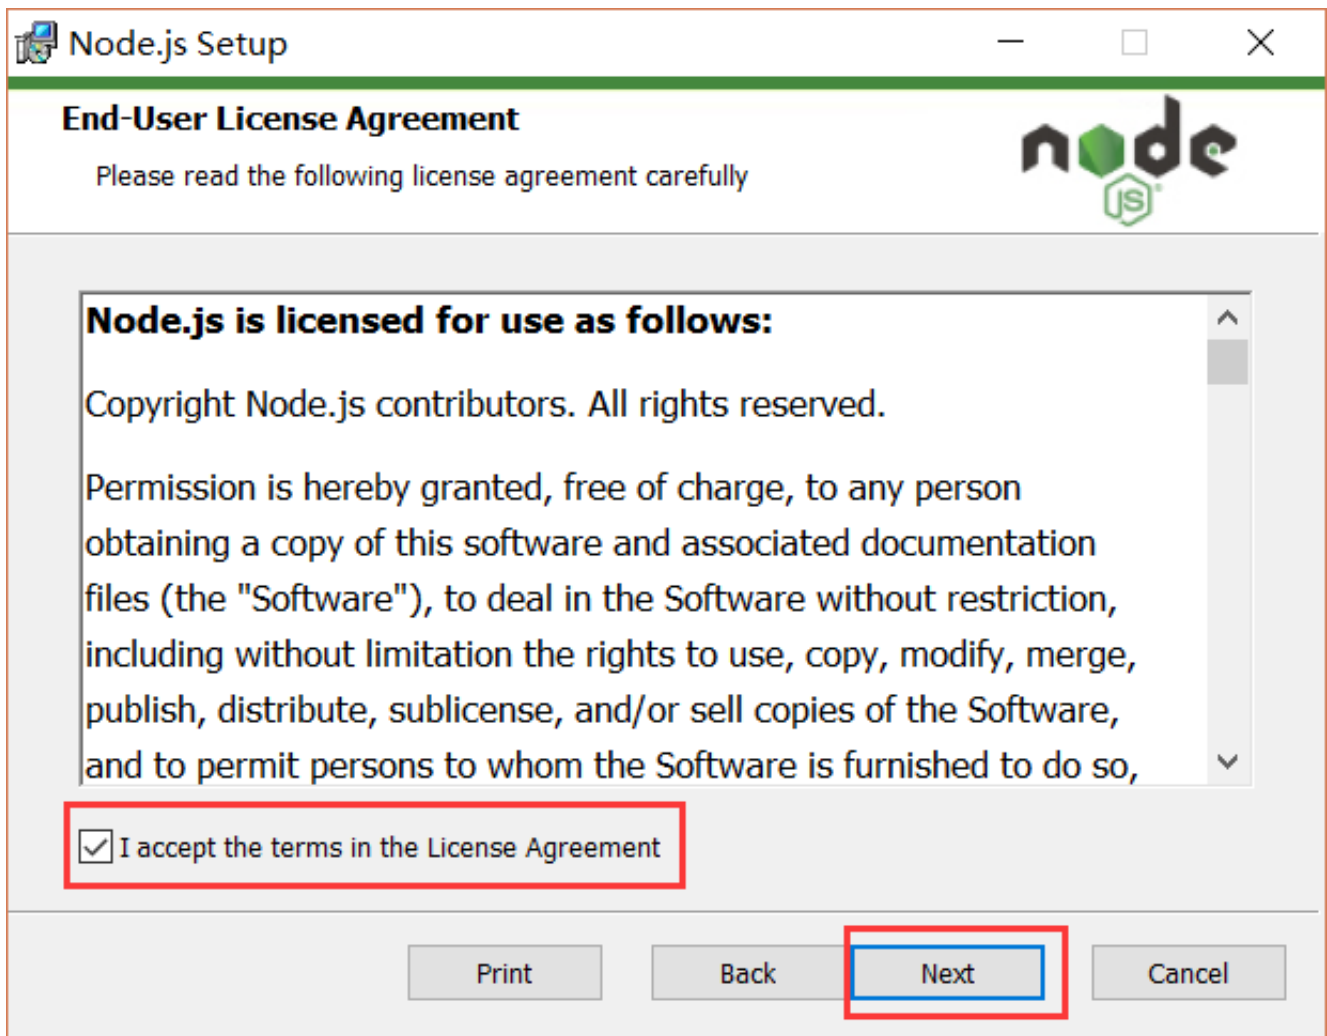 Node.js Setup
End-User License Agreement
Please read the following license agreement carefully
node
JS
Node.js is licensed for use as follows:
Copyright Node.js contributors. All rights reserved.
Permission is hereby granted, free of charge, to any person
obtaining a copy of this software and associated documentation
files (the "Software"), to deal in the Software without restriction,
including without limitation the rights to use, copy, modify, merge,
publish, distribute, sublicense, and/or sell copies of the Software,
and to permit persons to whom the Software is furnished to do so,
I accept the terms in the License Agreement
Print Back Next Cancel